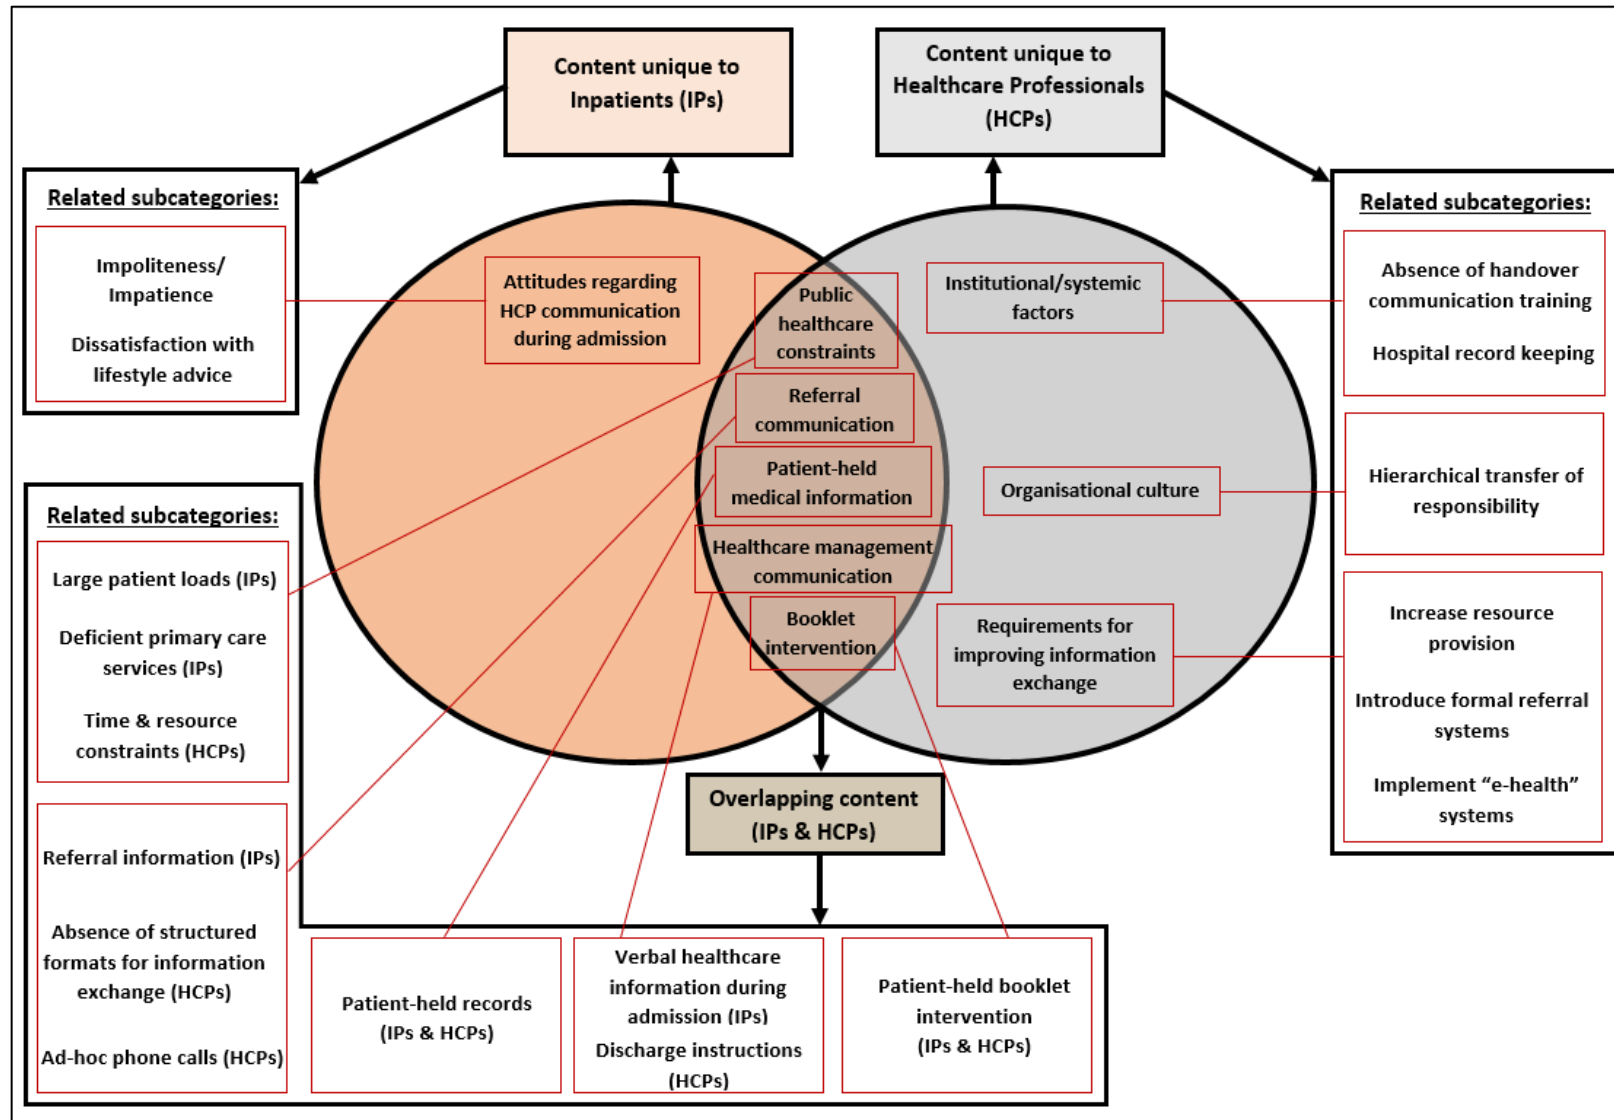 Content unique to
Inpatients (IPs)
Content unique to
Healthcare Professionals
(HCPs)
Related subcategories:
Impoliteness/
Impatience
Dissatisfaction with
lifestyle advice
Attitudes regarding
HCP communication
during admission
Public
healthcare
constraints
Referral
communication
Patient-held
medical information
Healthcare management
communication
Booklet
intervention
Institutional/systemic
factors
Organisational culture
Requirements for
improving information
exchange
Related subcategories:
Absence of handover
communication training
Hospital record keeping
Hierarchical transfer of
responsibility
Increase resource
provision
Introduce formal referral
systems
Implement “e-health”
systems
Overlapping content
(IPs & HCPs)
Related subcategories:
Large patient loads (IPs)
Deficient primary care
services (IPs)
Time & resource
constraints (HCPs)
Referral information (IPs)
Absence of structured
formats for information
exchange (HCPs)
Ad-hoc phone calls (HCPs)
Patient-held records
(IPs & HCPs)
Verbal healthcare
information during
admission (IPs)
Discharge instructions
(HCPs)
Patient-held booklet
intervention
(IPs & HCPs)